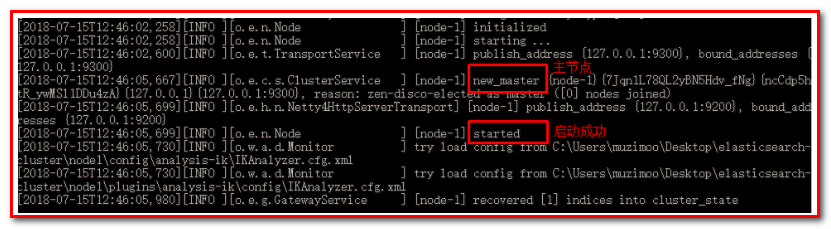 [2018-07-15T12:46:02,258][INFO ][o.e.n.Node               ] [node-1] initialized
[2018-07-15T12:46:02,258][INFO ][o.e.n.Node               ] [node-1] starting ...
[2018-07-15T12:46:02,600][INFO ][o.e.t.TransportService   ] [node-1] publish_address {127.0.0.1:9300}, bound_addresses {
127.0.0.1:9300}
主节点
[2018-07-15T12:46:05,667][INFO ][o.e.c.s.ClusterService   ] [node-1] new_master {node-1}{7Jqn1L78QL2yBN5Hdv_fNg}{ncCdp5h
tR_ywMS11DDu4zA}{127.0.0.1}{127.0.0.1:9300}, reason: zen-disco-elected-as-master ([0] nodes joined)
[2018-07-15T12:46:05,699][INFO ][o.e.h.n.Netty4HttpServerTransport] [node-1] publish_address {127.0.0.1:9200}, bound_add
resses {127.0.0.1:9200}
[2018-07-15T12:46:05,699][INFO ][o.e.n.Node               ] [node-1] started 启动成功
[2018-07-15T12:46:05,730][INFO ][o.w.a.d.Monitor          ] try load config from C:\Users\muzimoo\Desktop\elasticsearch-
cluster\node1\config\analysis-ik\IKAnalyzer.cfg.xml
[2018-07-15T12:46:05,730][INFO ][o.w.a.d.Monitor          ] try load config from C:\Users\muzimoo\Desktop\elasticsearch-
cluster\node1\plugins\analysis-ik\config\IKAnalyzer.cfg.xml
[2018-07-15T12:46:05,980][INFO ][o.e.g.GatewayService     ] [node-1] recovered [1] indices into cluster_state